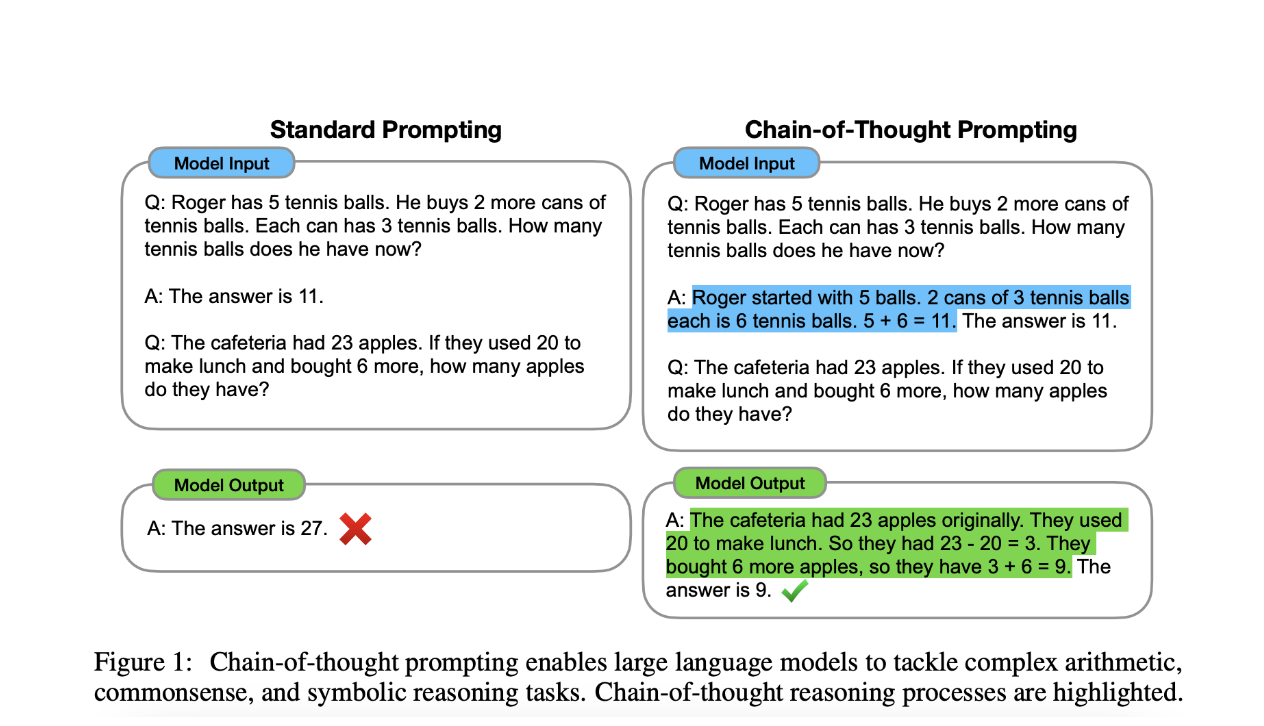 Standard Prompting
Model Input
Q: Roger has 5 tennis balls. He buys 2 more cans of
tennis balls. Each can has 3 tennis balls. How many
tennis balls does he have now?
A: The answer is 11.
Q: The cafeteria had 23 apples. If they used 20 to
make lunch and bought 6 more, how many apples
do they have?
Model Output
A: The answer is 27.
Chain-of-Thought Prompting
Model Input
Q: Roger has 5 tennis balls. He buys 2 more cans of
tennis balls. Each can has 3 tennis balls. How many
tennis balls does he have now?
A: Roger started with 5 balls. 2 cans of 3 tennis balls
each is 6 tennis balls. 5 + 6 = 11. The answer is 11.
Q: The cafeteria had 23 apples. If they used 20 to
make lunch and bought 6 more, how many apples
do they have?
Model Output
A: The cafeteria had 23 apples originally. They used
20 to make lunch. So they had 23 - 20 = 3. They
bought 6 more apples, so they have 3 + 6 = 9. The
answer is 9.
Figure 1: Chain-of-thought prompting enables large language models to tackle complex arithmetic,
commonsense, and symbolic reasoning tasks. Chain-of-thought reasoning processes are highlighted.